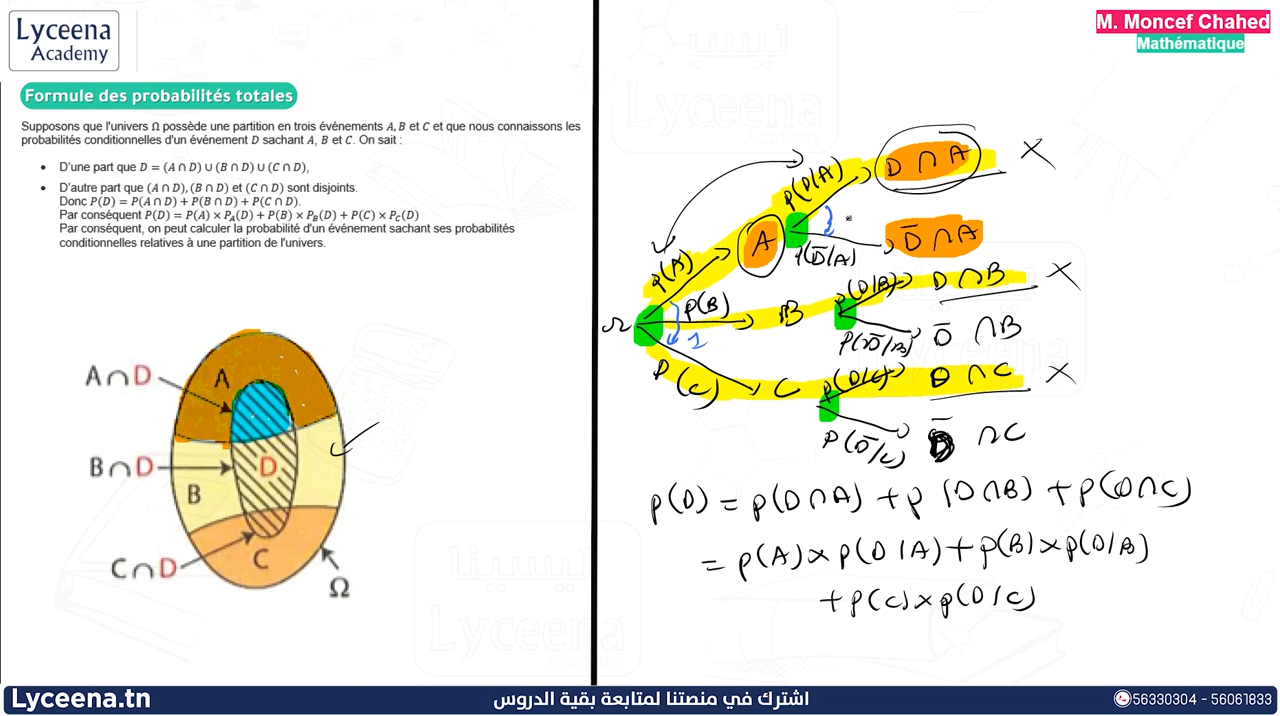 Lyceena
Academy
M. Moncef Chahed
Mathématique
Formule des probabilités totales
Supposons que l'univers Ω possède une partition en trois événements A, B et C et que nous connaissons les
probabilités conditionnelles d'un événement D sachant A, B et C. On sait :
• D'une part que D = (A ∩ D) ∪ (B ∩ D) ∪ (C ∩ D),
• D'autre part que (A ∩ D), (B ∩ D) et (C ∩ D) sont disjoints.
Donc P(D) = P(A ∩ D) + P(B ∩ D) + P(C ∩ D).
Par conséquent P(D) = P(A) × P_A(D) + P(B) × P_B(D) + P(C) × P_C(D)
Par conséquent, on peut calculer la probabilité d'un événement sachant ses probabilités
conditionnelles relatives à une partition de l'univers.
A∩D
A
B∩D
D
B
C∩D
C
Ω
p(D/A)
D ∩ A
×
A
p(D̅/A)
D̅ ∩ A
p(A)
Ω
p(B)
1
B
p(D/B)
D ∩ B
×
p(D̅/B)
D̅ ∩ B
p(C)
C
p(D/C)
D ∩ C
×
p(D̅/C)
D̅ ∩ C
p(D) = p(D∩A) + p(D∩B) + p(D∩C)
= p(A) × p(D/A) + p(B) × p(D/B)
+ p(C) × p(D/C)
Lyceena
لیسینا
Academy
Lyceena.tn
اشترك في منصتنا لمتابعة بقية الدروس
56330304 - 56061833